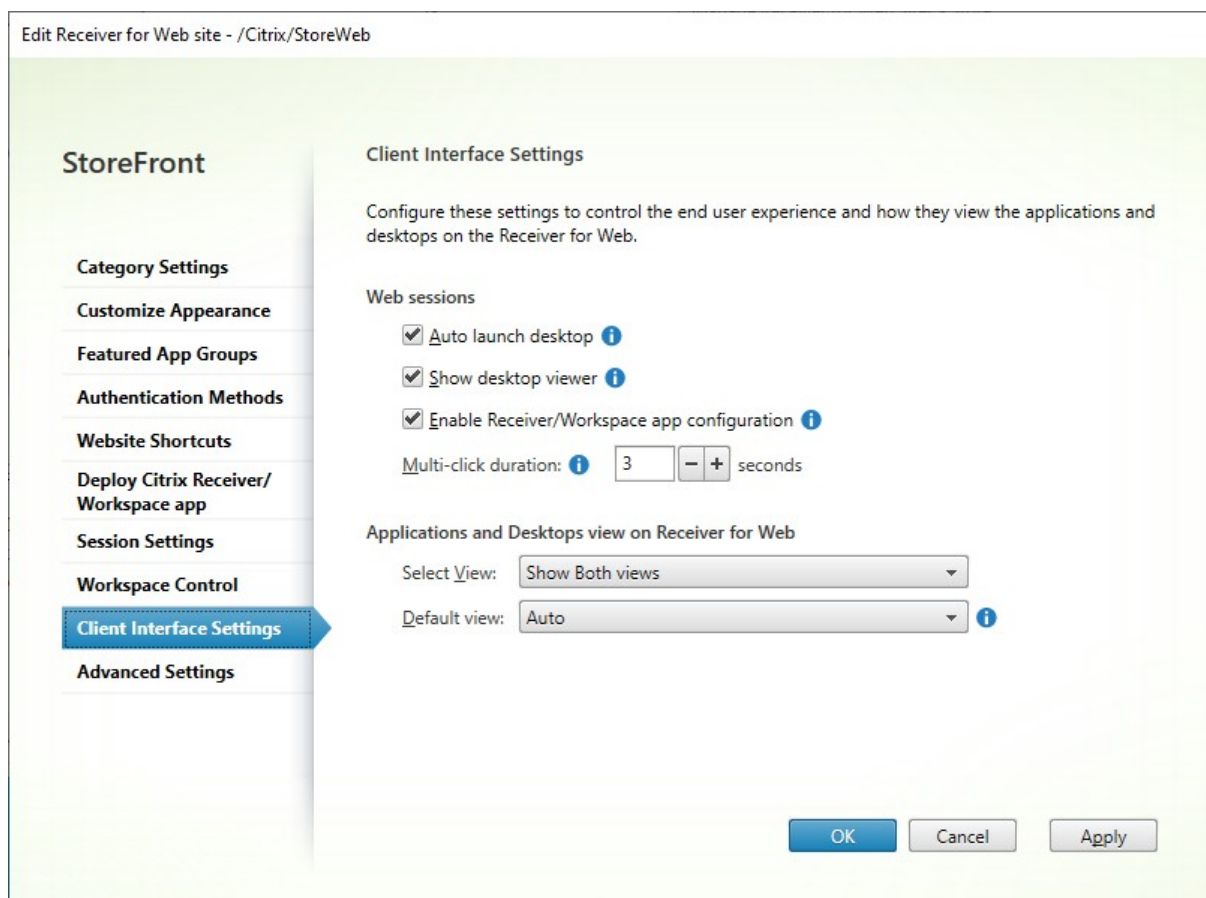 Edit Receiver for Web site - /Citrix/StoreWeb
StoreFront
Category Settings
Customize Appearance
Featured App Groups
Authentication Methods
Website Shortcuts
Deploy Citrix Receiver/
Workspace app
Session Settings
Workspace Control
Client Interface Settings
Advanced Settings
Client Interface Settings
Configure these settings to control the end user experience and how they view the applications and
desktops on the Receiver for Web.
Web sessions
Auto launch desktop
Show desktop viewer
Enable Receiver/Workspace app configuration
Multi-click duration: 3 seconds
Applications and Desktops view on Receiver for Web
Select View: Show Both views
Default view: Auto
OK Cancel Apply